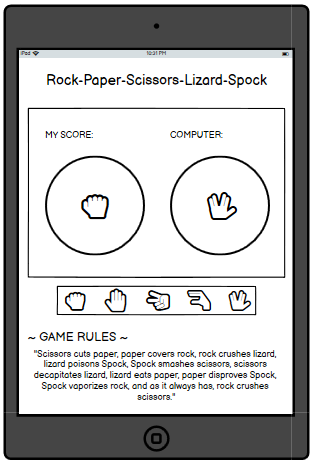 iPad 10:31 PM
Rock-Paper-Scissors-Lizard-Spock
MY SCORE: COMPUTER:
~ GAME RULES ~
"Scissors cuts paper, paper covers rock, rock crushes lizard,
lizard poisons Spock, Spock smashes scissors, scissors
decapitates lizard, lizard eats paper, paper disproves Spock,
Spock vaporizes rock, and as it always has, rock crushes
scissors."